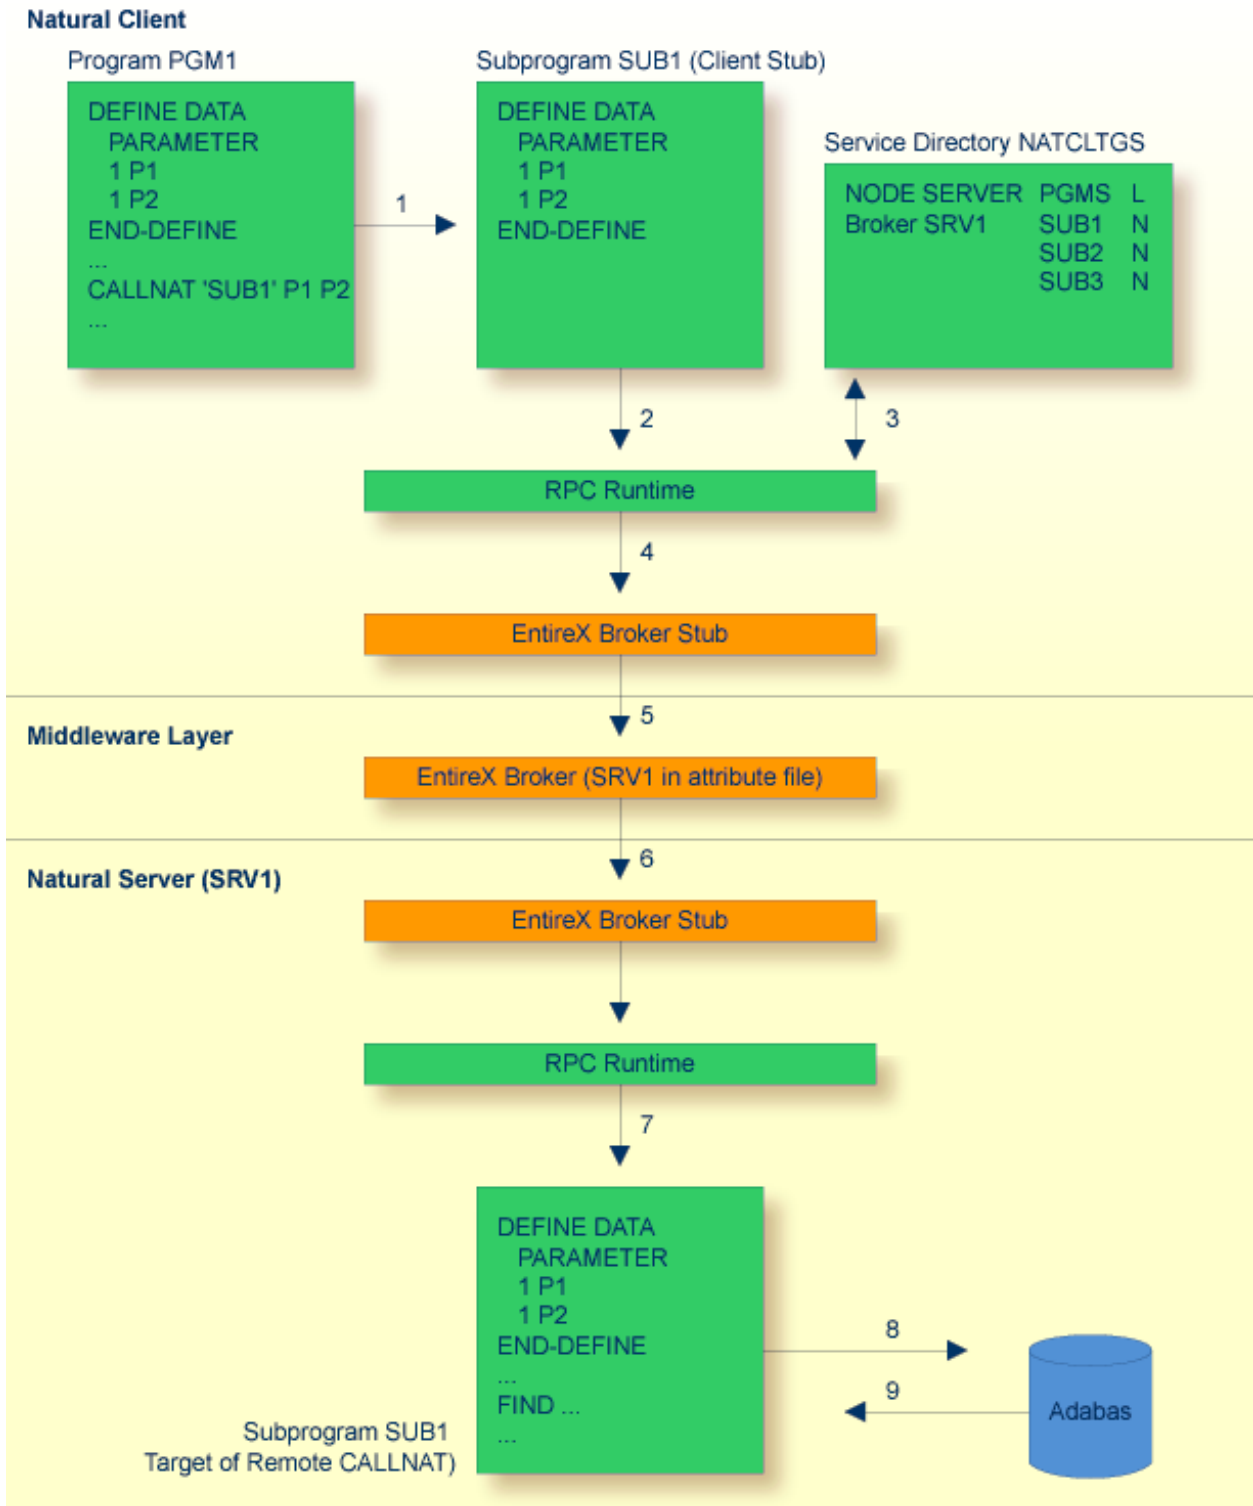 Natural Client
Program PGM1
DEFINE DATA
PARAMETER
1 P1
1 P2
END-DEFINE
...
CALLNAT 'SUB1' P1 P2
...
1
Subprogram SUB1 (Client Stub)
DEFINE DATA
PARAMETER
1 P1
1 P2
END-DEFINE
Service Directory NATCLTGS
NODE SERVER PGMS L
Broker SRV1 SUB1 N
SUB2 N
SUB3 N
2
3
RPC Runtime
4
EntireX Broker Stub
5
Middleware Layer
EntireX Broker (SRV1 in attribute file)
6
Natural Server (SRV1)
EntireX Broker Stub
RPC Runtime
7
DEFINE DATA
PARAMETER
1 P1
1 P2
END-DEFINE
...
FIND ...
...
8
9
Adabas
Subprogram SUB1
Target of Remote CALLNAT)